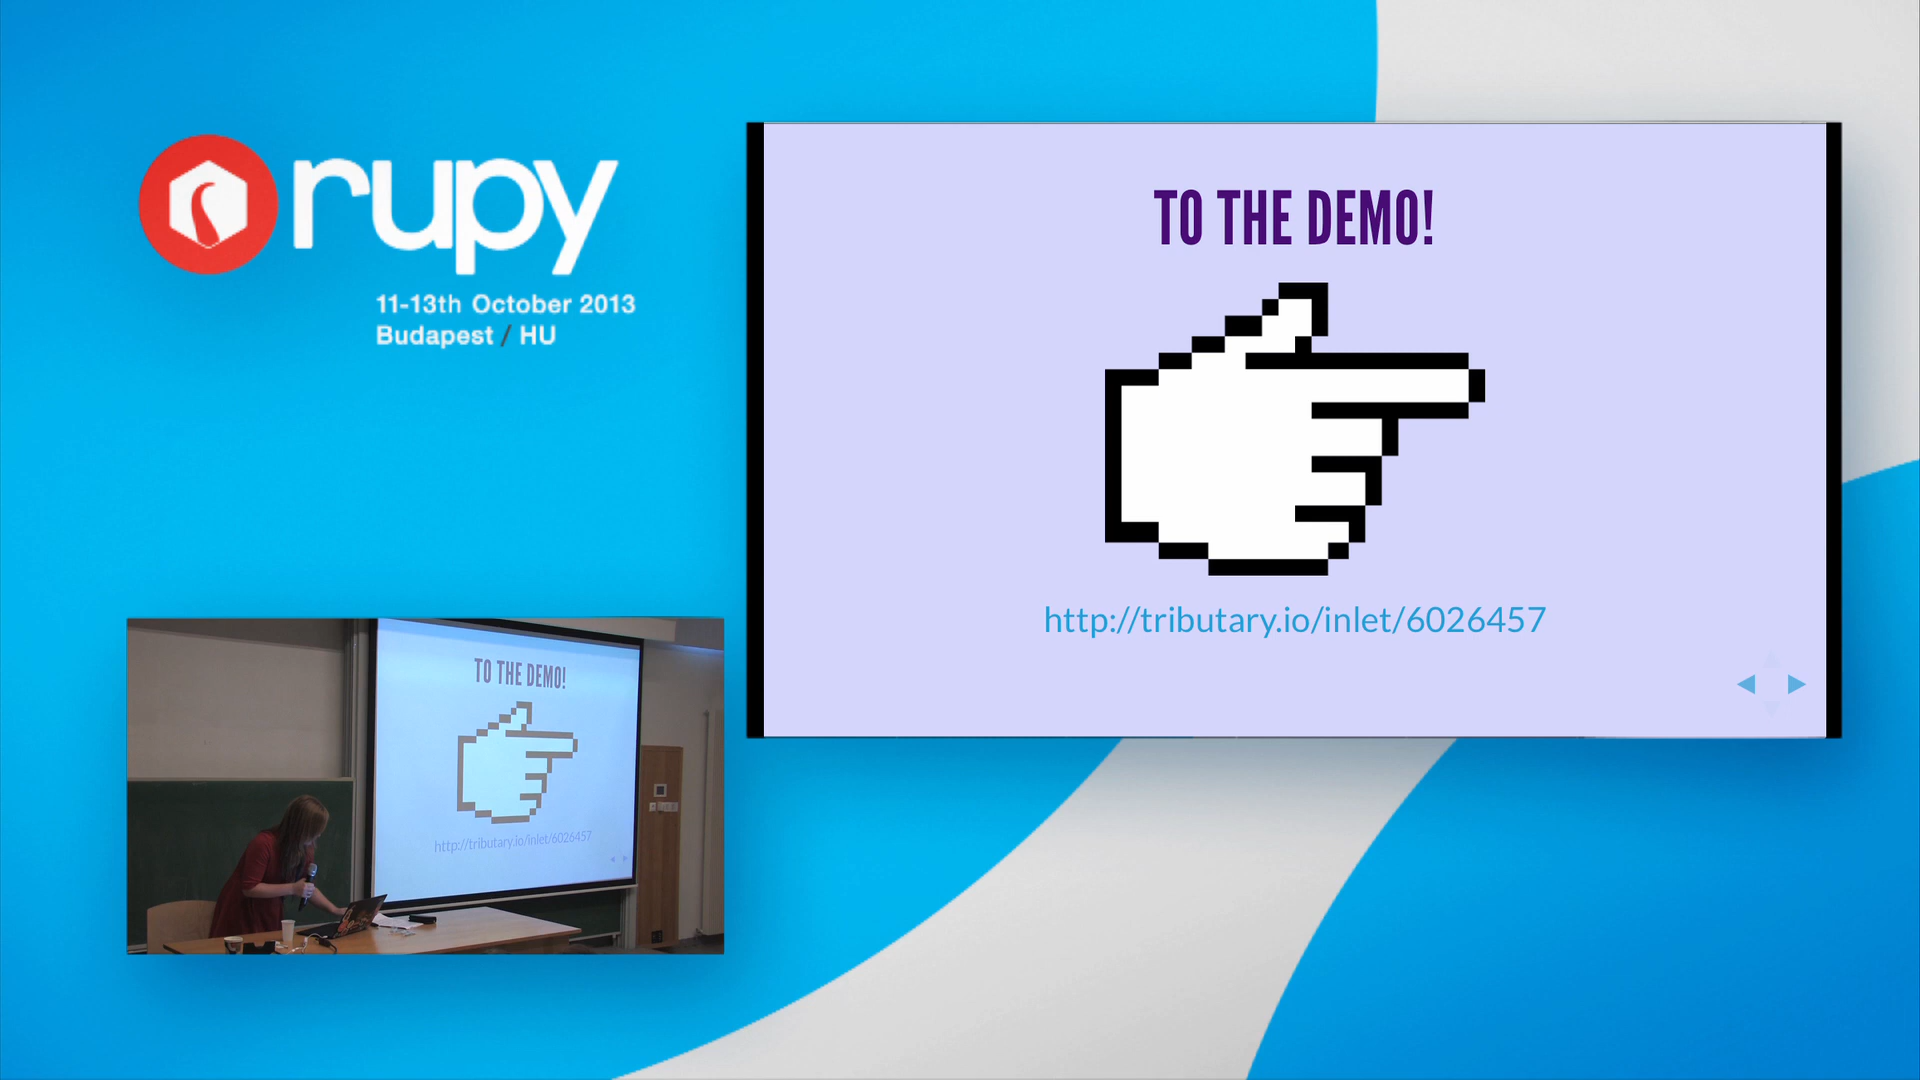 rupy
11-13th October 2013
Budapest / HU
TO THE DEMO!
http://tributary.io/inlet/6026457
TO THE DEMO!
http://tributary.io/inlet/6026457